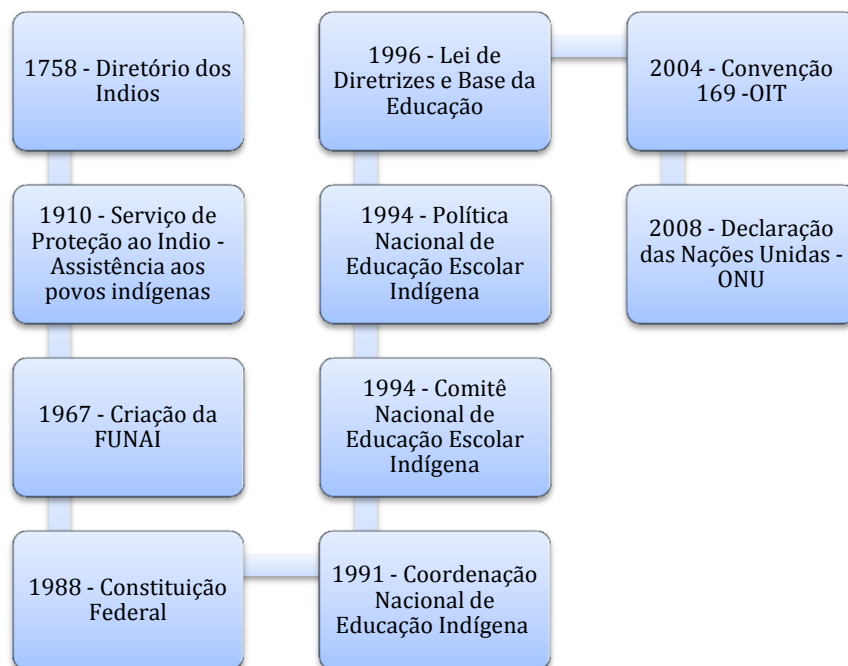 1758 - Diretório dos
Indios
1910 - Serviço de
Proteção ao Indio -
Assistência aos
povos indígenas
1967 - Criação da
FUNAI
1988 - Constituição
Federal
1991 - Coordenação
Nacional de
Educação Indígena
1994 - Comitê
Nacional de
Educação Escolar
Indígena
1994 - Política
Nacional de
Educação Escolar
Indígena
1996 - Lei de
Diretrizes e Base da
Educação
2004 - Convenção
169 -OIT
2008 - Declaração
das Nações Unidas -
ONU